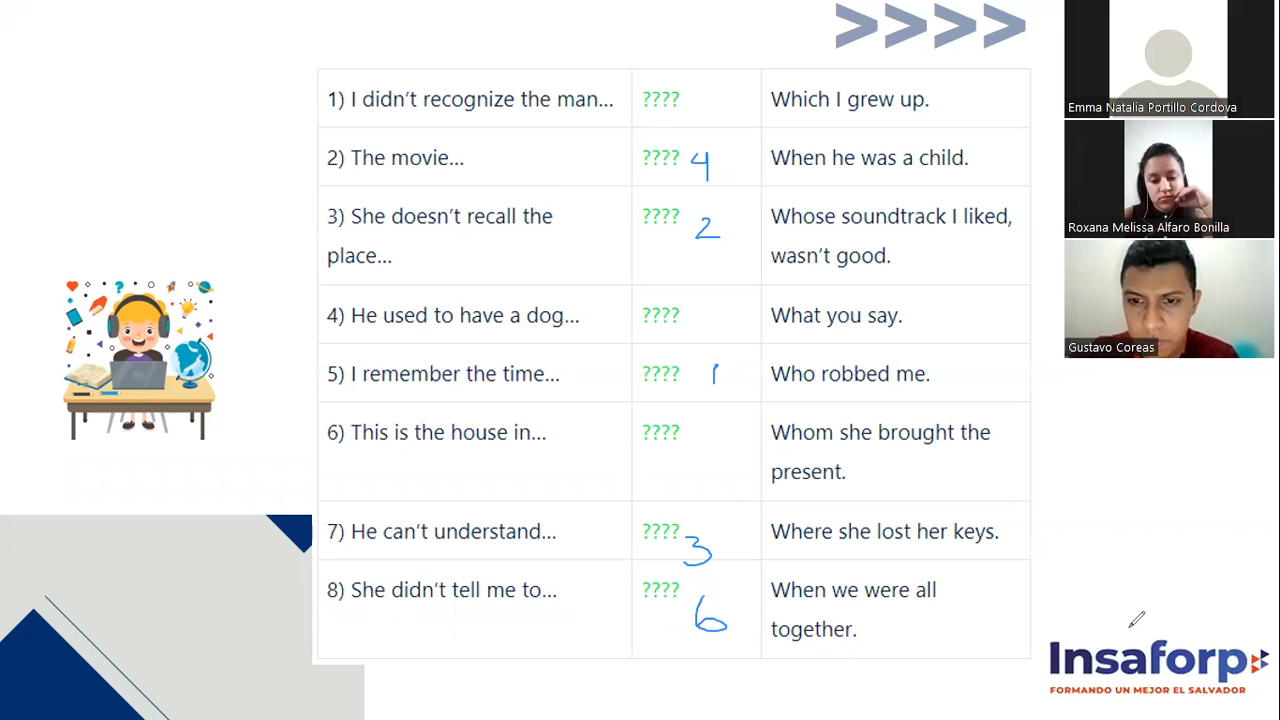 >>>>
1) I didn't recognize the man... ???? Which I grew up.
2) The movie... ???? 4 When he was a child.
3) She doesn't recall the ???? 2 Whose soundtrack I liked,
place... wasn't good.
4) He used to have a dog... ???? What you say.
5) I remember the time... ???? 1 Who robbed me.
6) This is the house in... ???? Whom she brought the
present.
7) He can't understand... ???? 3 Where she lost her keys.
8) She didn't tell me to... ???? 6 When we were all
together.
Emma Natalia Portillo Cordova
Roxana Melissa Alfaro Bonilla
Gustavo Coreas
Insaforp
FORMANDO UN MEJOR EL SALVADOR